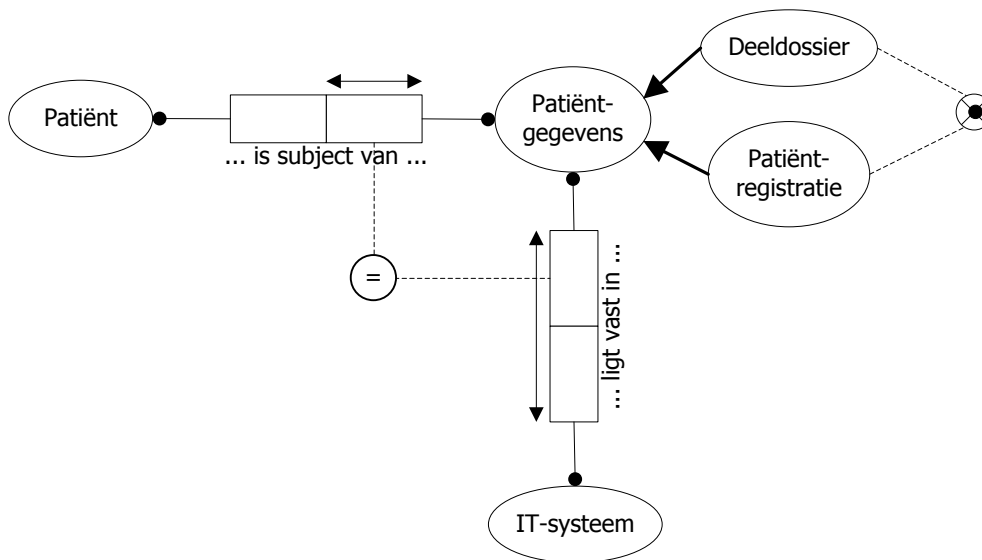 Deeldossier
Patiënt
Patiënt-
gegevens
... is subject van ...
Patiënt-
registratie
=
... ligt vast in ...
IT-systeem